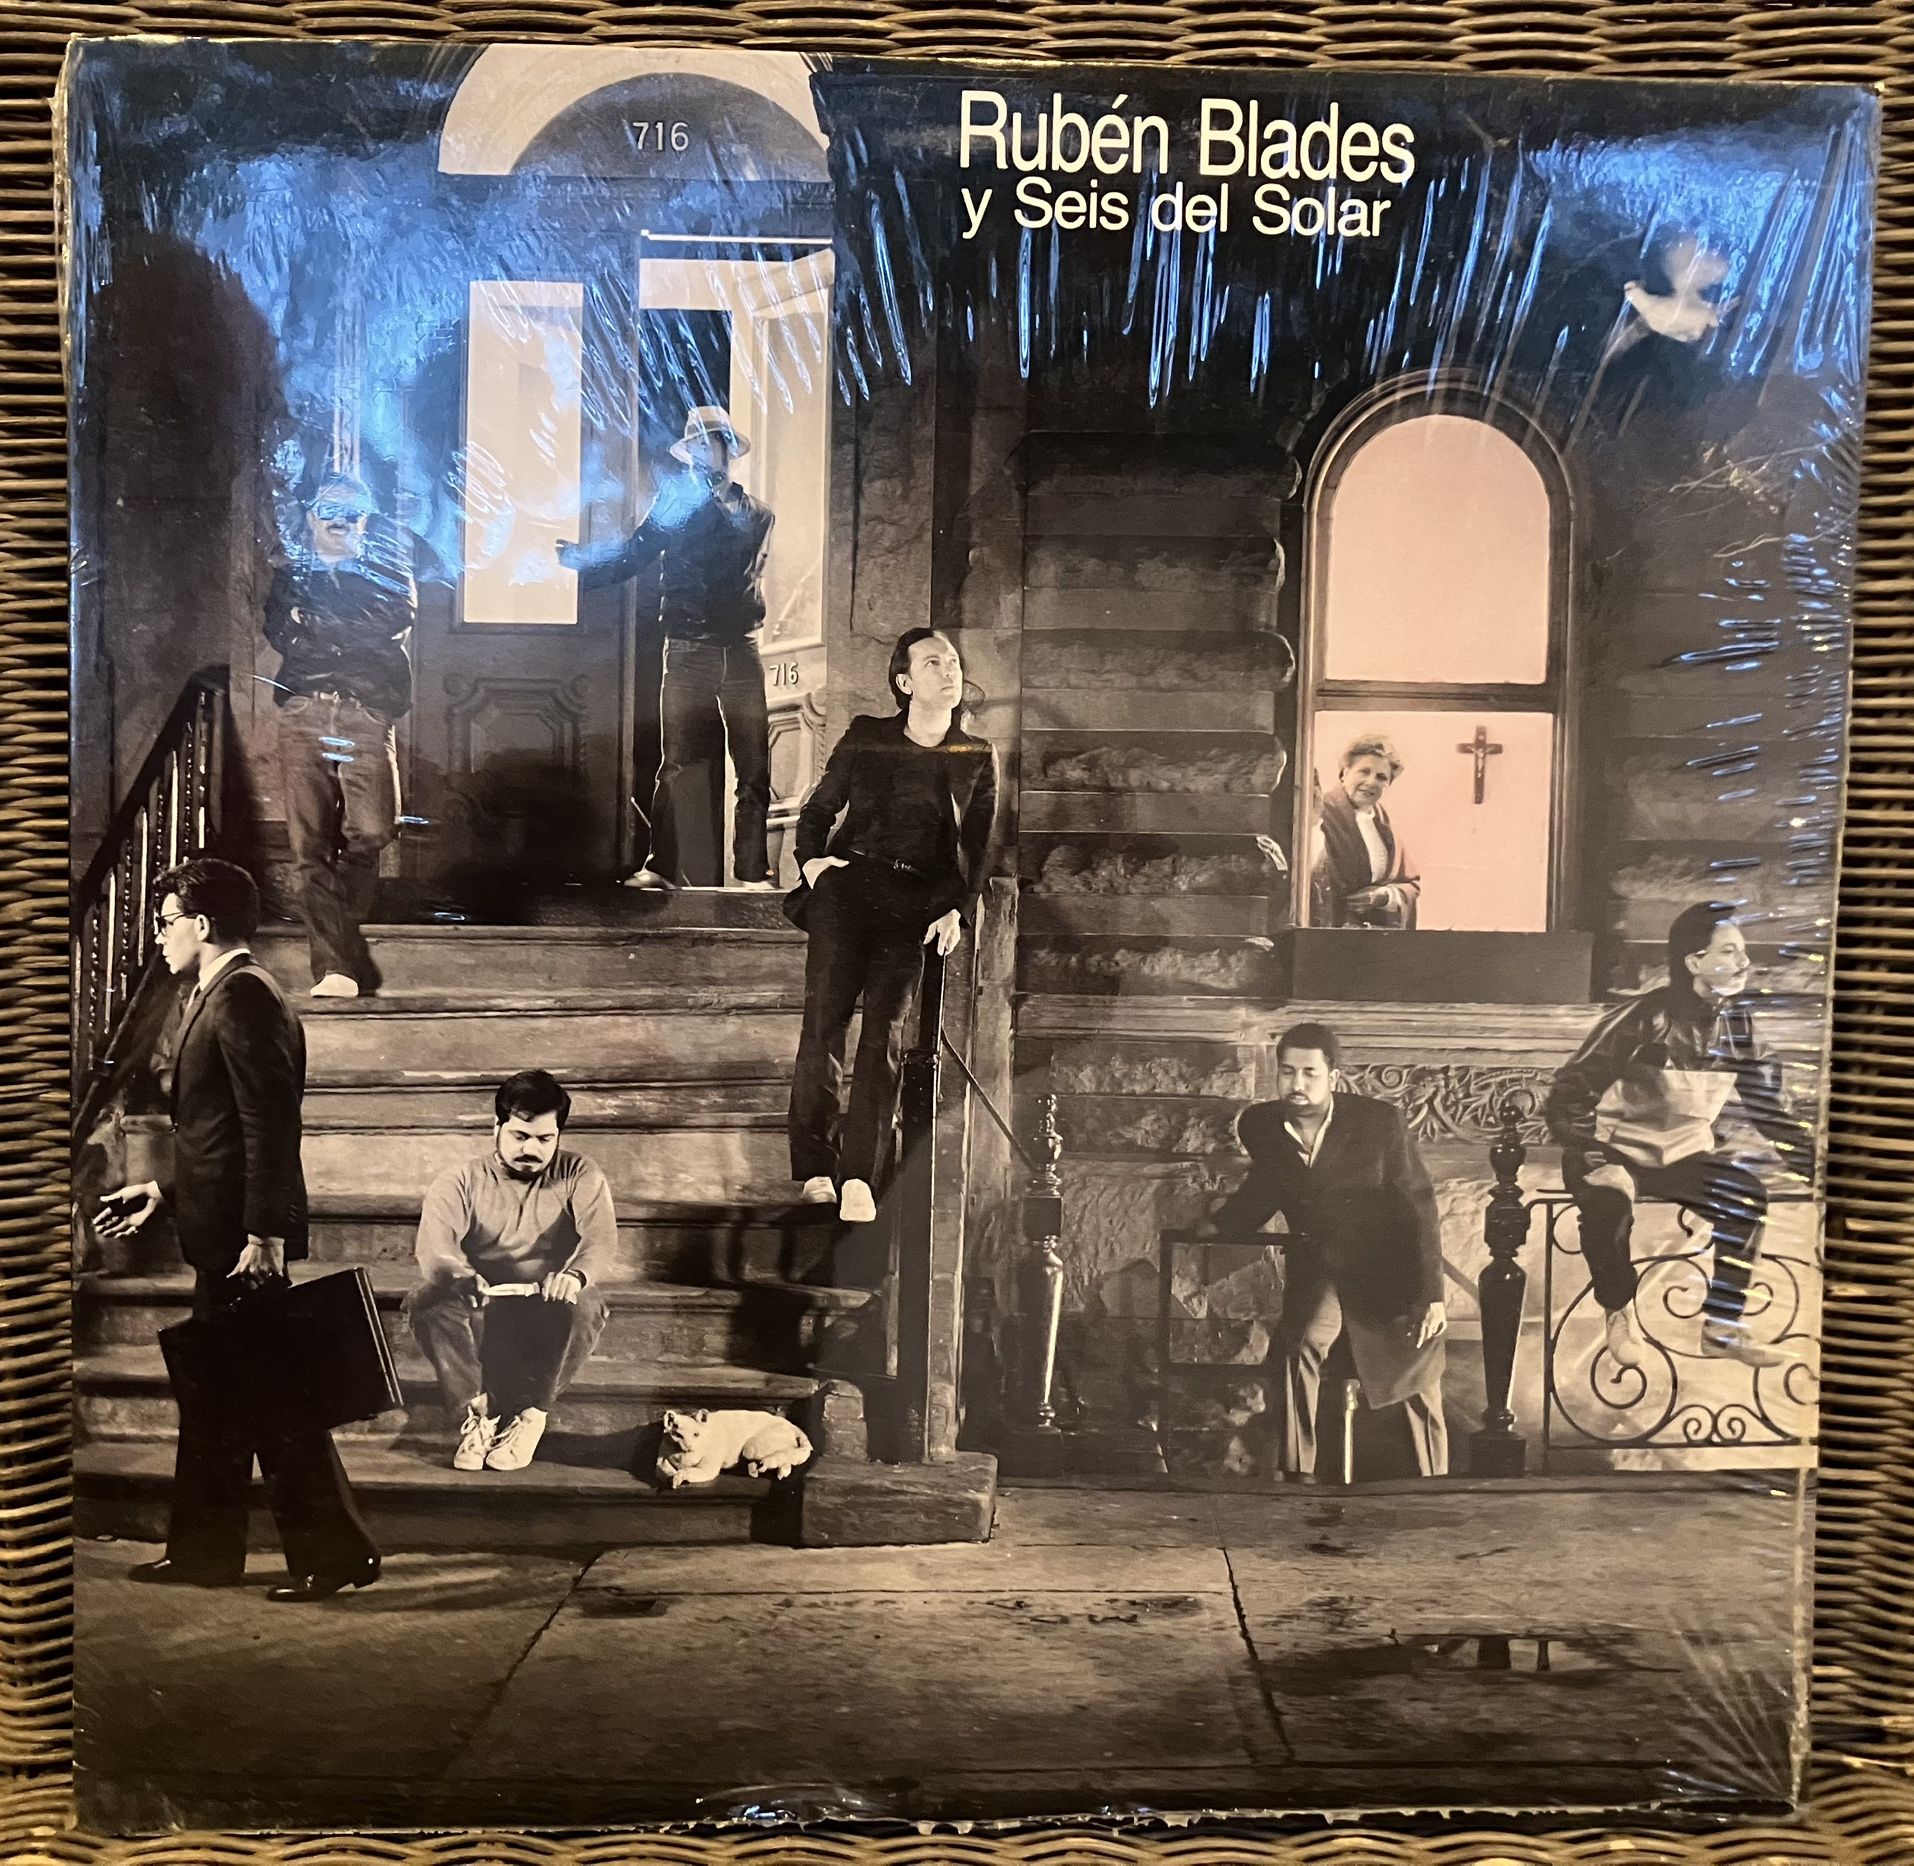 716
Rubén Blades
y Seis del Solar
716